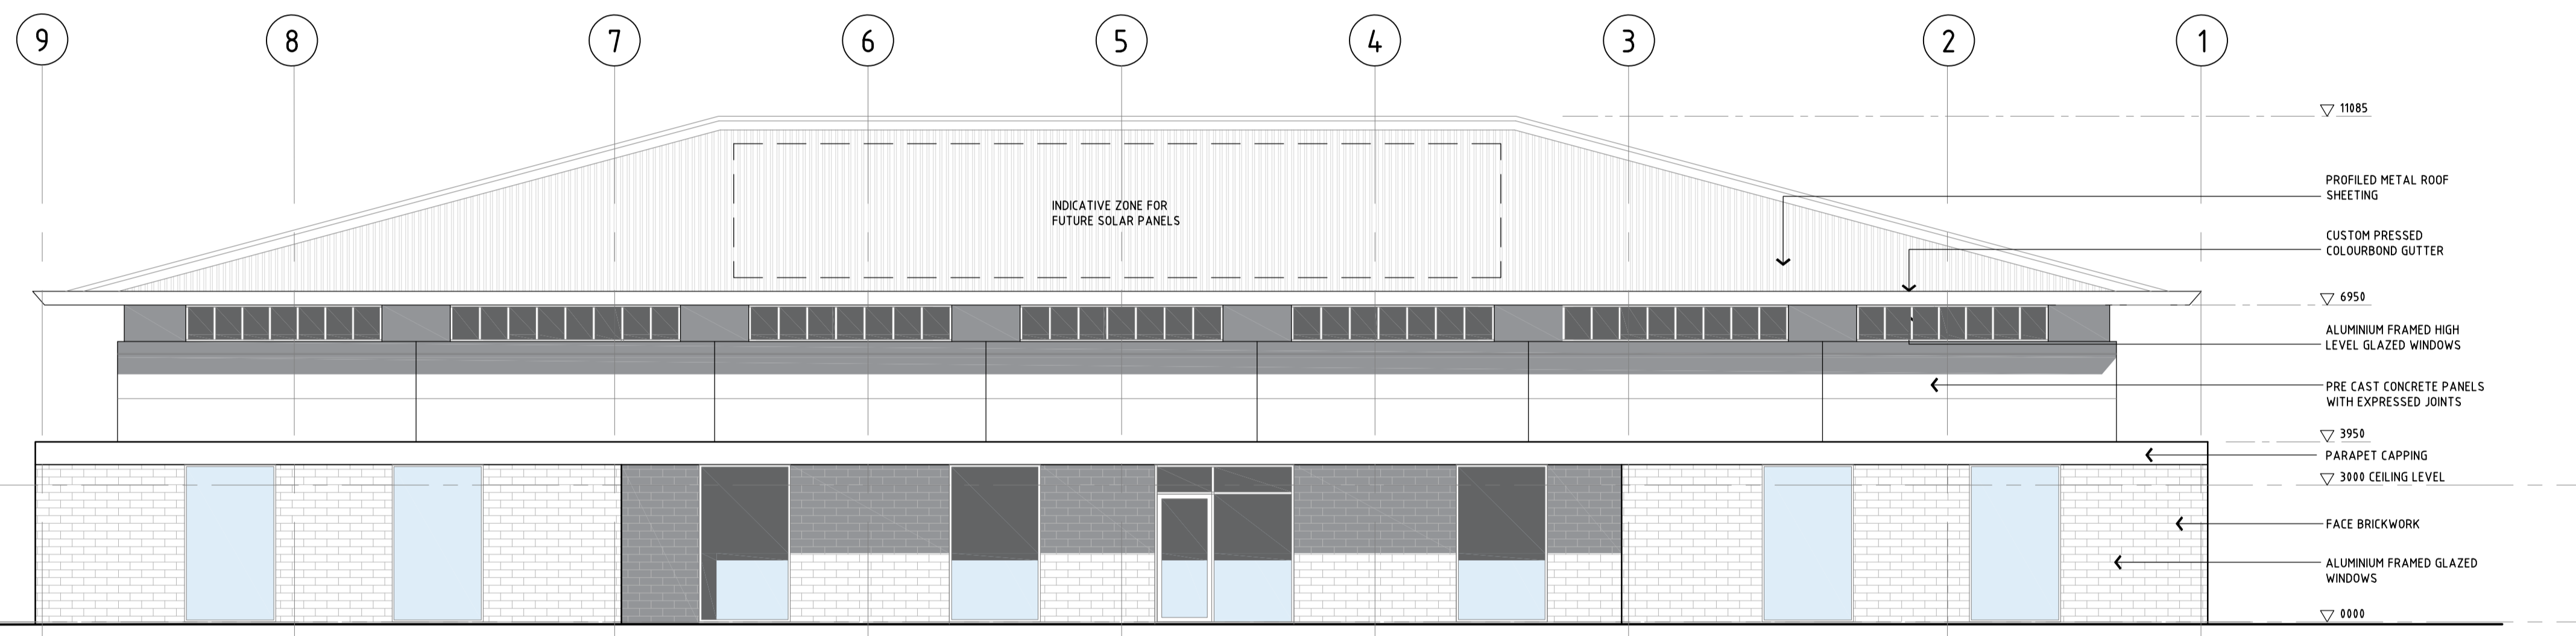 9 8 7 6 5 4 3 2 1
11085
PROFILED METAL ROOF
SHEETING
INDICATIVE ZONE FOR
FUTURE SOLAR PANELS
CUSTOM PRESSED
COLOURBOND GUTTER
6950
ALUMINIUM FRAMED HIGH
LEVEL GLAZED WINDOWS
PRE CAST CONCRETE PANELS
WITH EXPRESSED JOINTS
3950
PARAPET CAPPING
3000 CEILING LEVEL
FACE BRICKWORK
ALUMINIUM FRAMED GLAZED
WINDOWS
0000